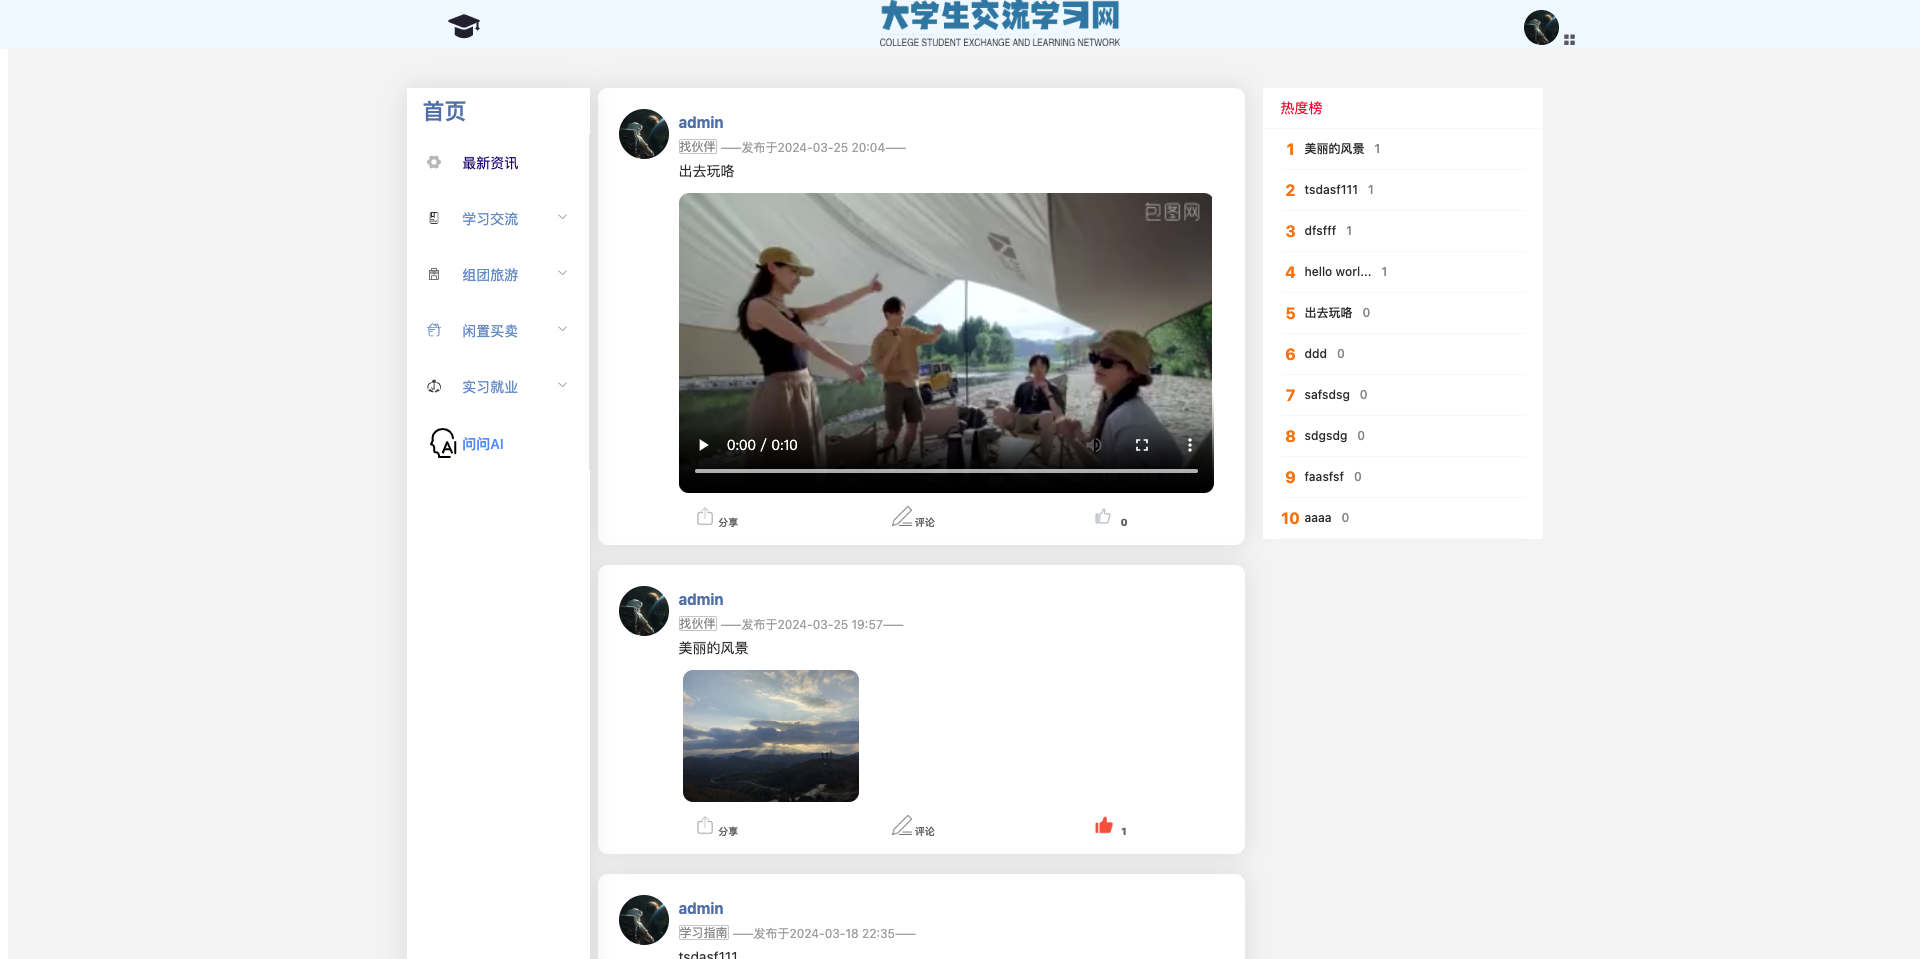 大学生交流学习网
COLLEGE STUDENT EXCHANGE AND LEARNING NETWORK
首页
最新资讯
学习交流
组团旅游
闲置买卖
实习就业
AI 问问AI
admin
找伙伴 ——发布于2024-03-25 20:04——
出去玩咯
包图网
0:00 / 0:10
分享 评论 0
admin
找伙伴 ——发布于2024-03-25 19:57——
美丽的风景
分享 评论 1
admin
学习指南 ——发布于2024-03-18 22:35——
tsdasf111
热度榜
1 美丽的风景 1
2 tsdasf111 1
3 dfsfff 1
4 hello worl... 1
5 出去玩咯 0
6 ddd 0
7 safsdsg 0
8 sdgsdg 0
9 faasfsf 0
10 aaaa 0